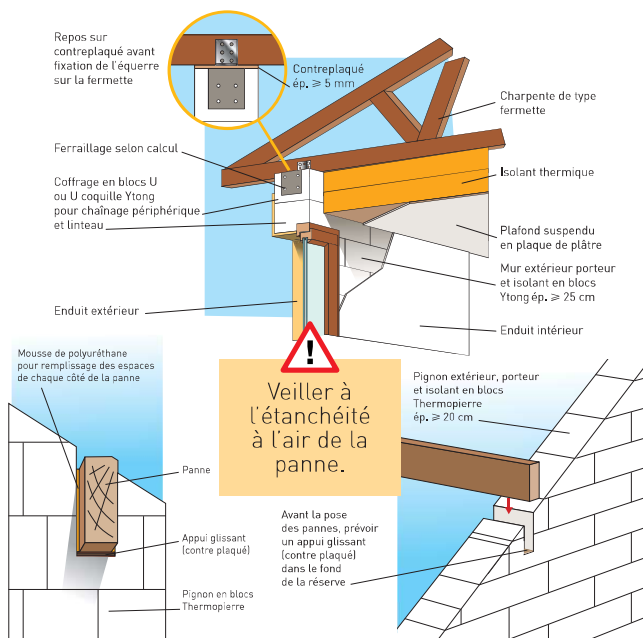 Repos sur
contreplaqué avant
fixation de l'équerre
sur la fermette
Contreplaqué
ép. ≥ 5 mm
Charpente de type
fermette
Ferraillage selon calcul
Isolant thermique
Coffrage en blocs U
ou U coquille Ytong
pour chaînage périphérique
et linteau
Plafond suspendu
en plaque de plâtre
Mur extérieur porteur
et isolant en blocs
Ytong ép. ≥ 25 cm
Enduit extérieur
Enduit intérieur
!
Veiller à
l'étanchéité
à l'air de la
panne.
Mousse de polyuréthane
pour remplissage des espaces
de chaque côté de la panne
Panne
Appui glissant
(contre plaqué)
Pignon en blocs
Thermopierre
Pignon extérieur, porteur
et isolant en blocs
Thermopierre
ép. ≥ 20 cm
Avant la pose
des pannes, prévoir
un appui glissant
(contre plaqué)
dans le fond
de la réserve